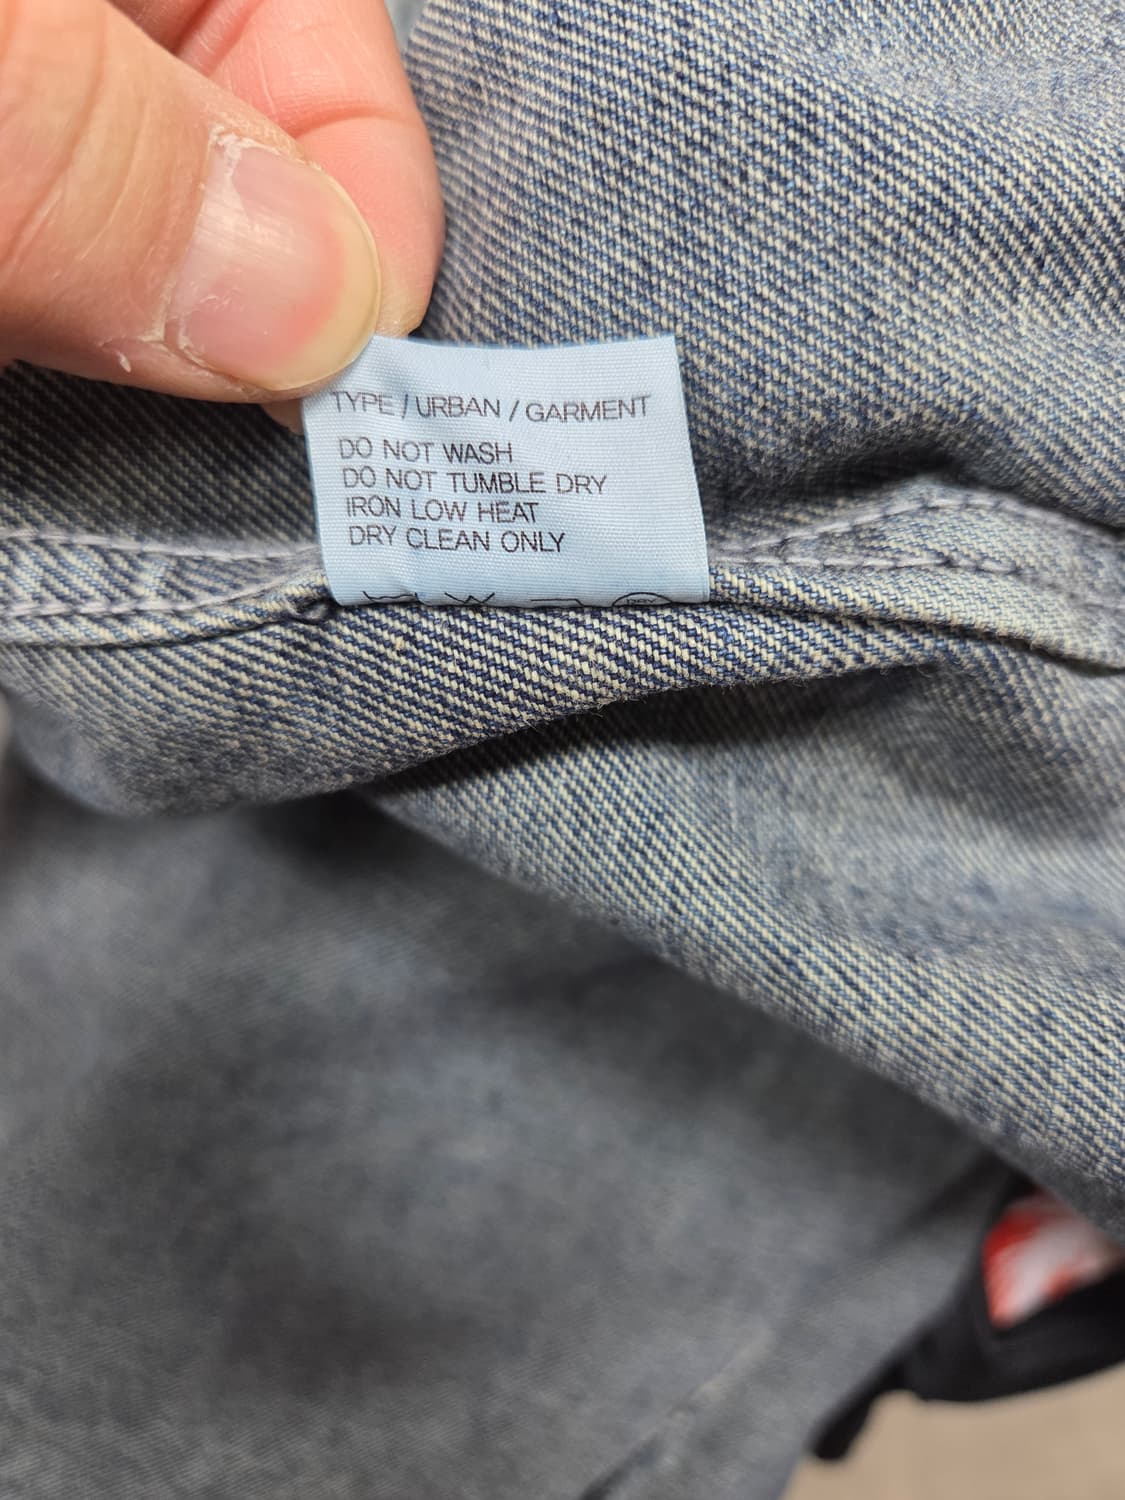 TYPE / URBAN / GARMENT
DO NOT WASH
DO NOT TUMBLE DRY
IRON LOW HEAT
DRY CLEAN ONLY